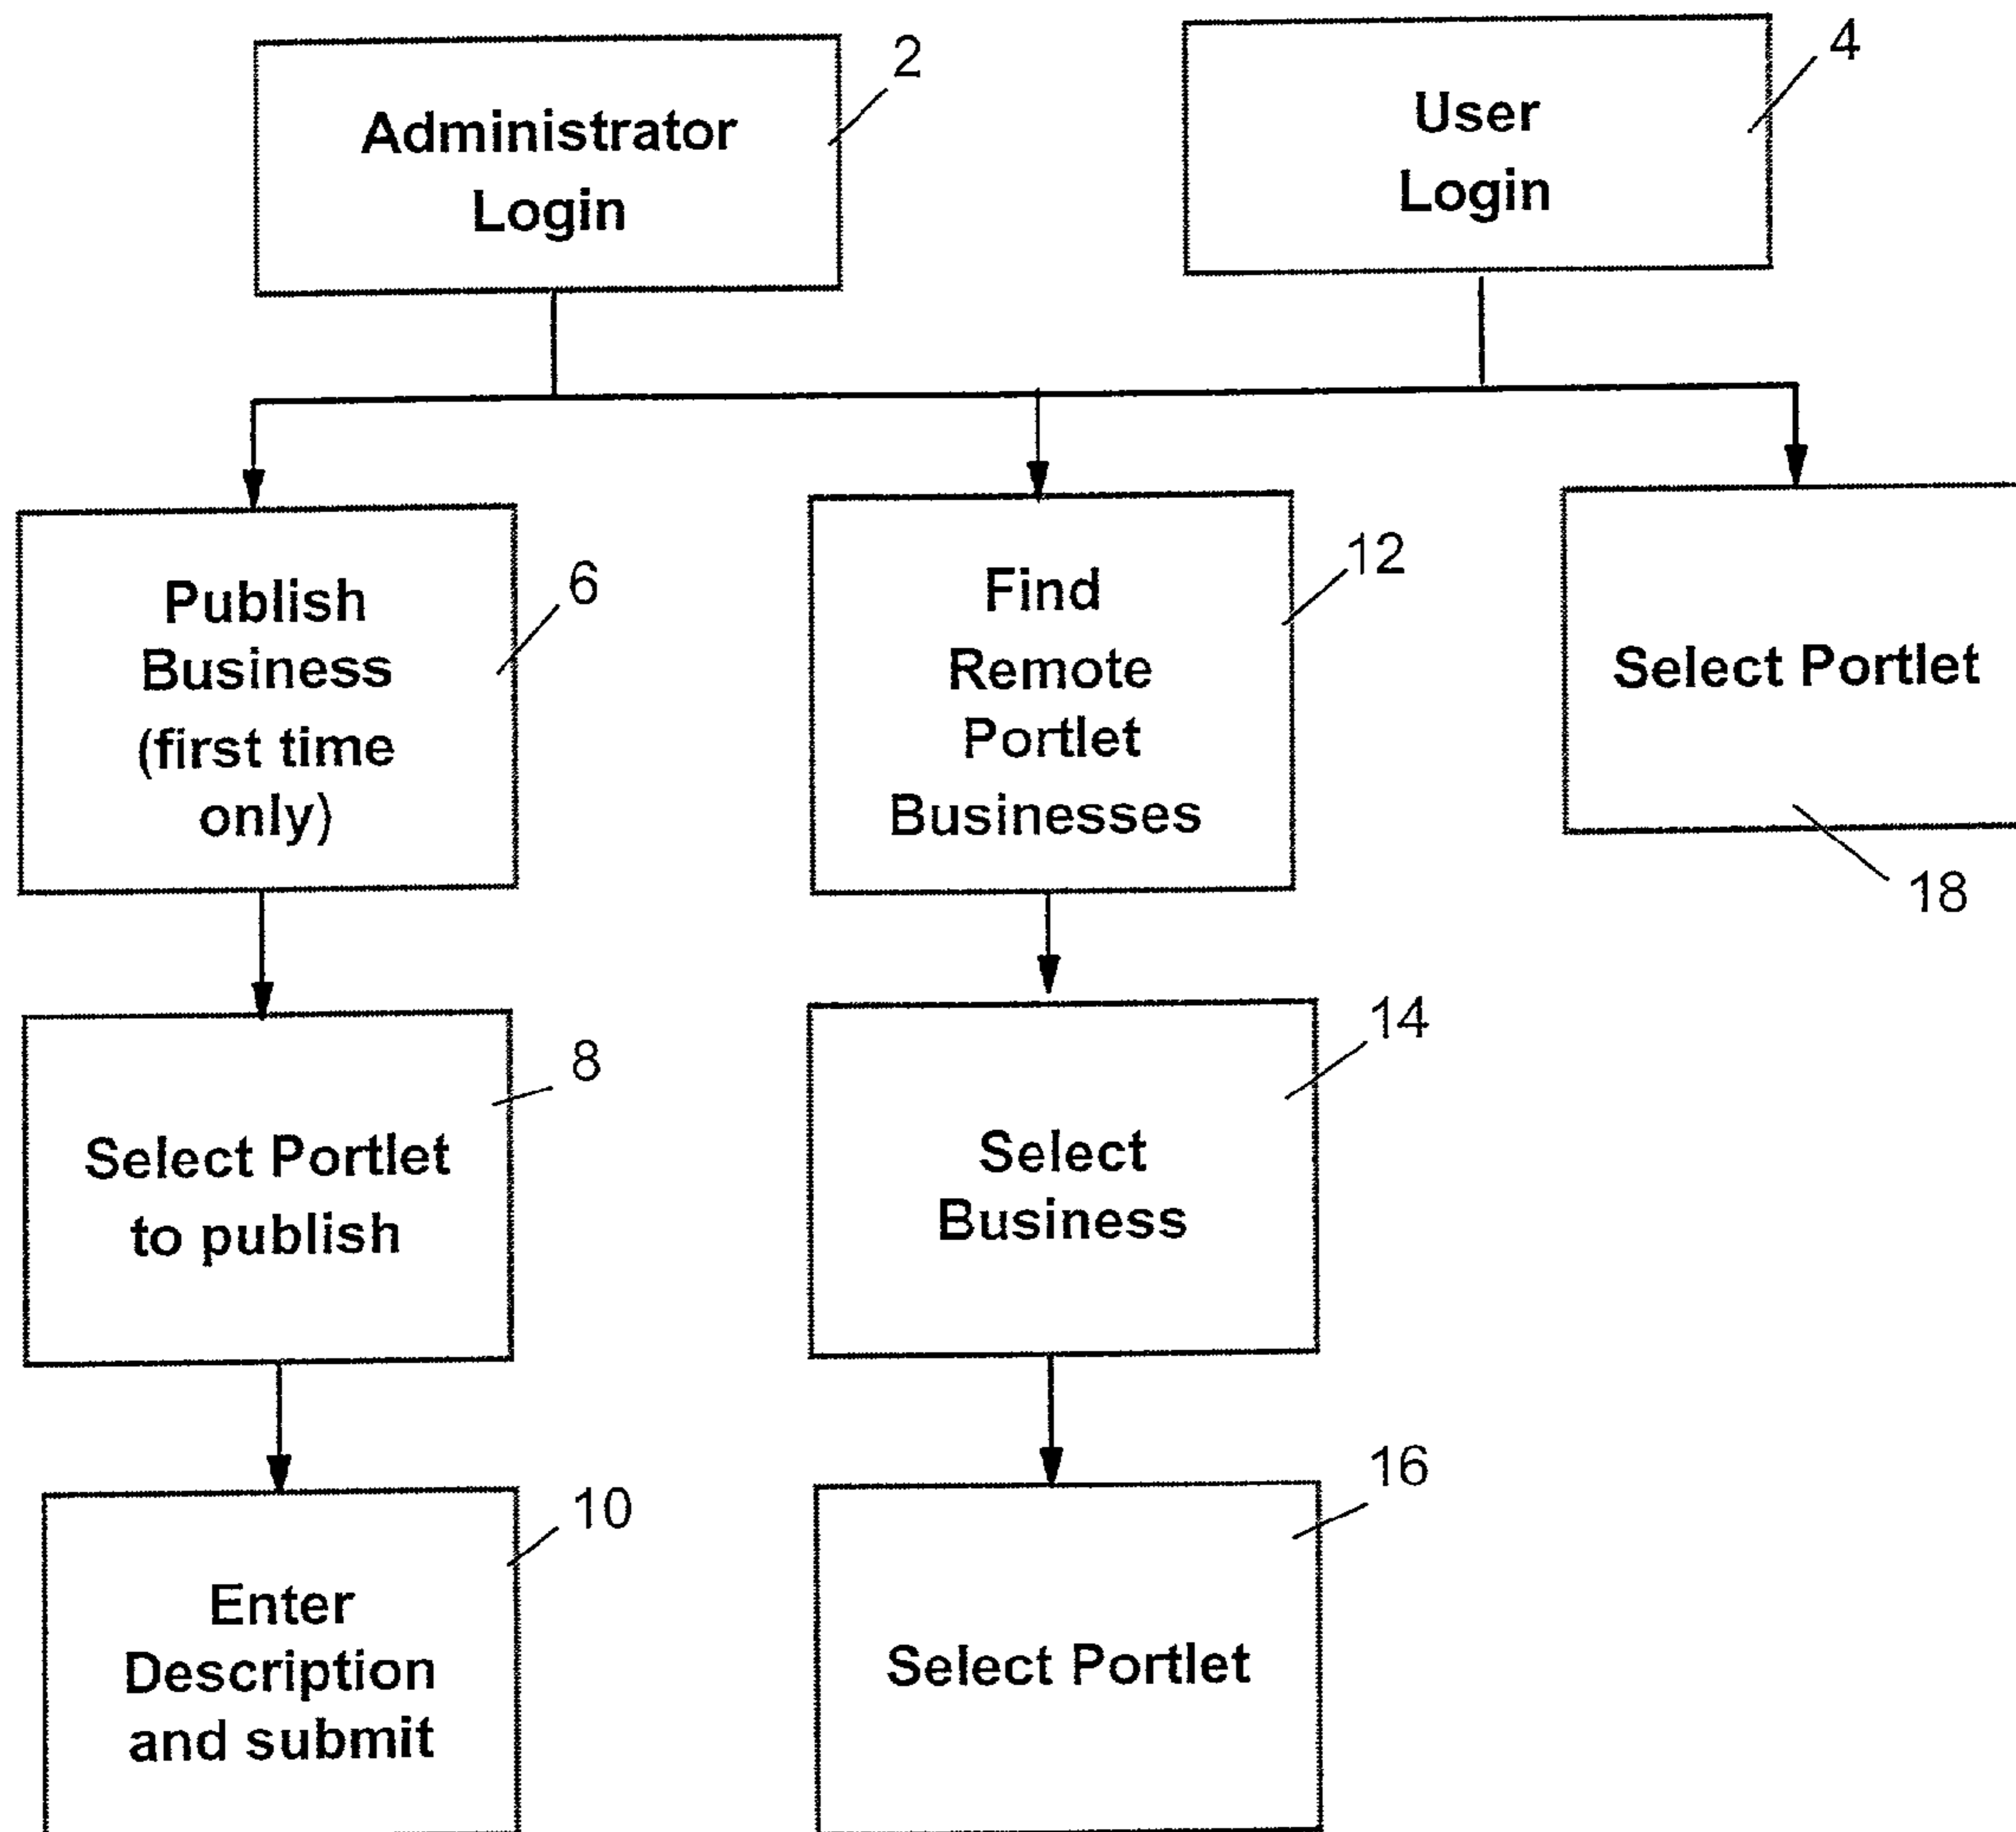 Administrator
Login
2
User
Login
4
Publish
Business
(first time
only)
6
Find
Remote
Portlet
Businesses
12
Select Portlet
18
Select Portlet
to publish
8
Select
Business
14
Enter
Description
and submit
10
Select Portlet
16